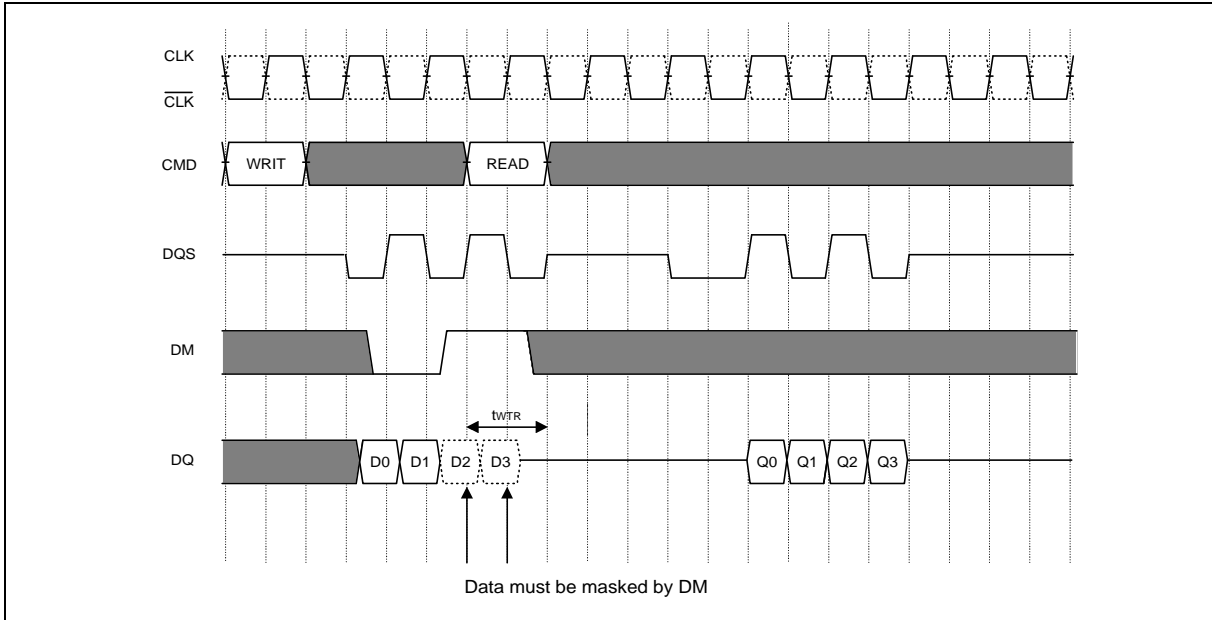 CLK
CLK
CMD WRIT READ
DQS
DM
tWTR
DQ D0 D1 D2 D3 Q0 Q1 Q2 Q3
Data must be masked by DM